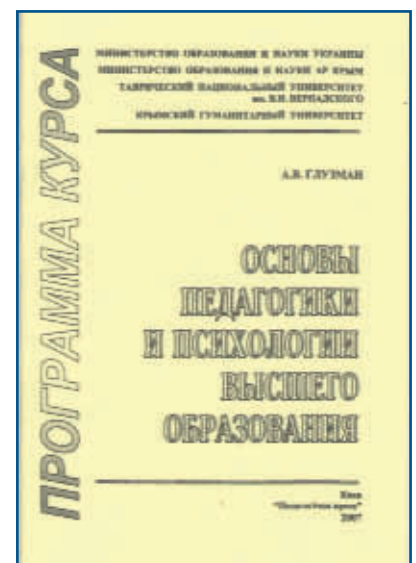 ПРОГРАММА КУРСА
МИНИСТЕРСТВО ОБРАЗОВАНИЯ И НАУКИ УКРАИНЫ
МИНИСТЕРСТВО ОБРАЗОВАНИЯ И НАУКИ АР КРЫМ
ТАВРИЧЕСКИЙ НАЦИОНАЛЬНЫЙ УНИВЕРСИТЕТ
им. В.И. ВЕРНАДСКОГО
КРЫМСКИЙ ГУМАНИТАРНЫЙ УНИВЕРСИТЕТ
А.В. ГЛУЗМАН
ОСНОВЫ
ПЕДАГОГИКИ
И ПСИХОЛОГИИ
ВЫСШЕГО
ОБРАЗОВАНИЯ
Киев
2007